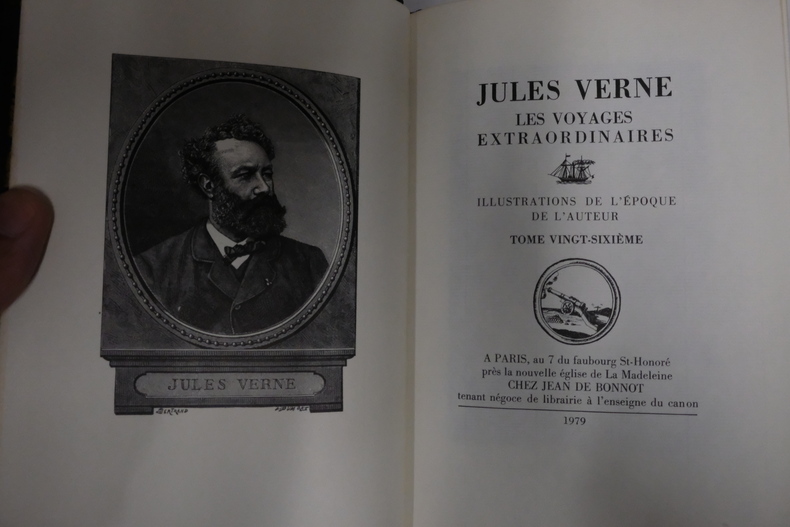 JULES VERNE
BERTRAND
JULES VERNE
LES VOYAGES
EXTRAORDINAIRES
ILLUSTRATIONS DE L'ÉPOQUE
DE L'AUTEUR
TOME VINGT-SIXIÈME
A PARIS, au 7 du faubourg St-Honoré
près la nouvelle église de La Madeleine
CHEZ JEAN DE BONNOT
tenant négoce de librairie à l'enseigne du canon
1979